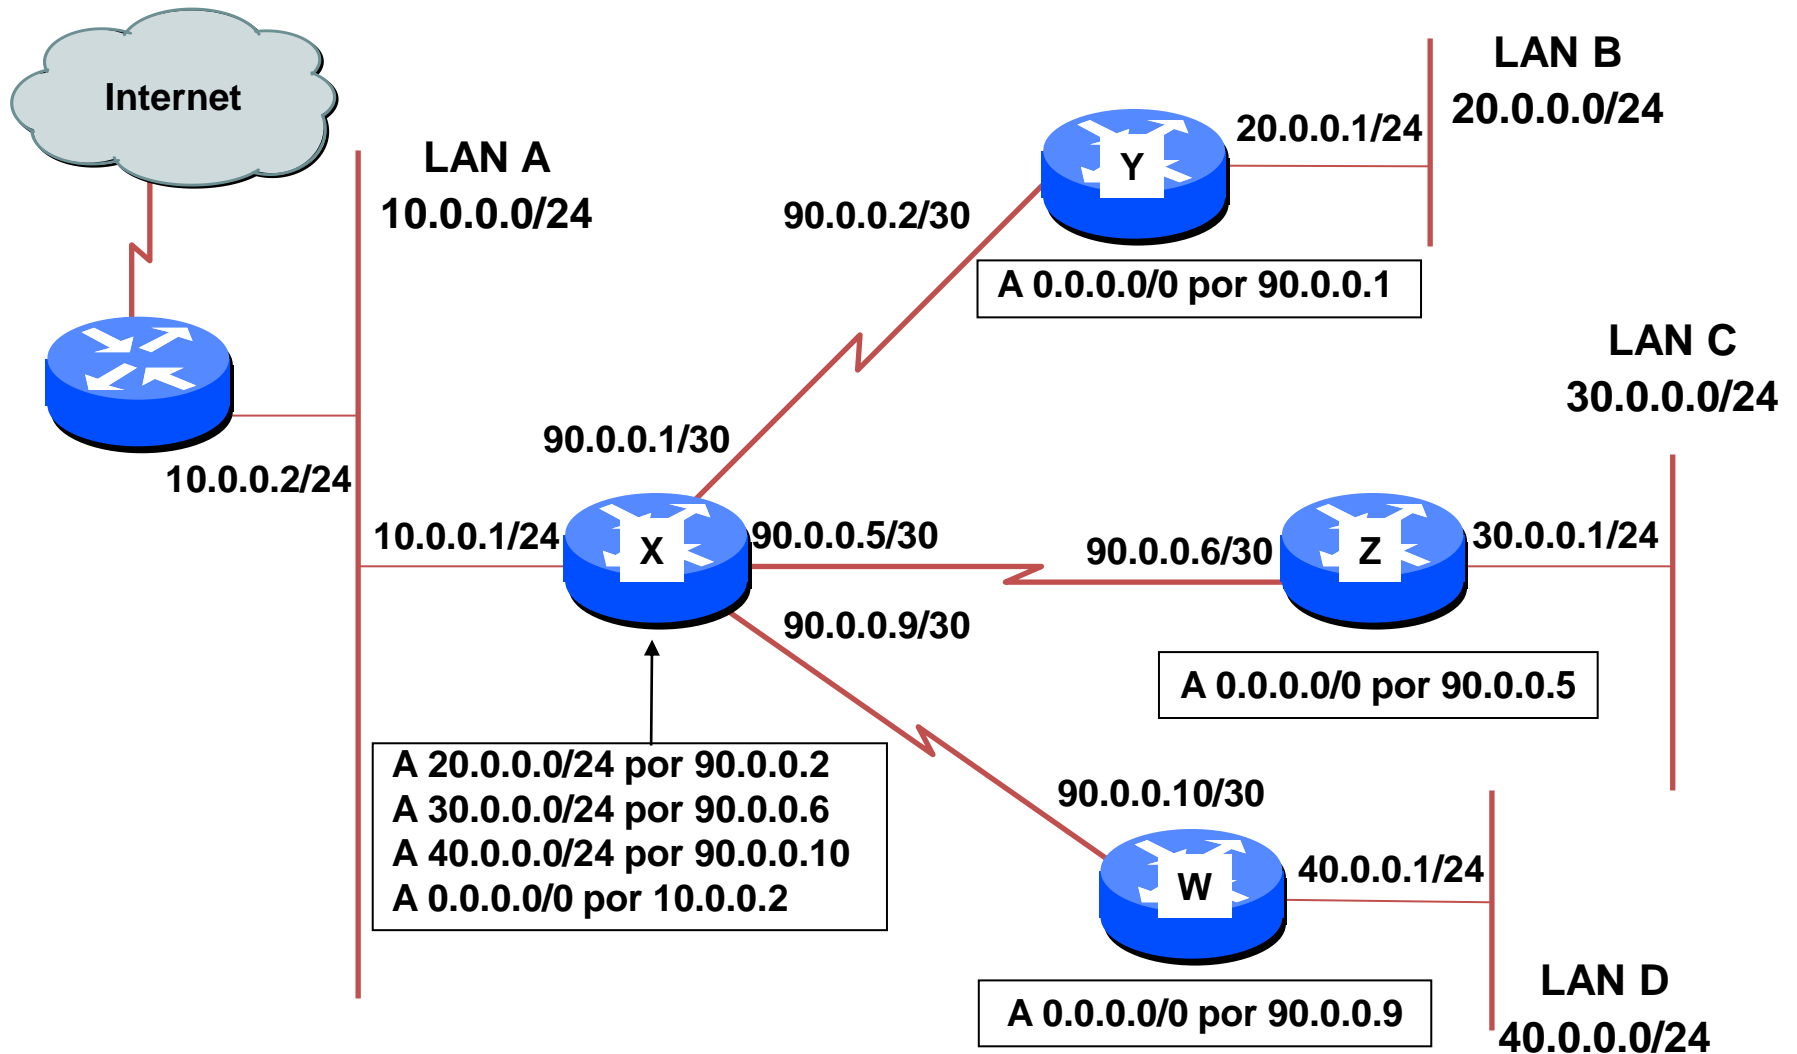 Internet
LAN A
10.0.0.0/24
LAN B
20.0.0.0/24
20.0.0.1/24
Y
90.0.0.2/30
A 0.0.0.0/0 por 90.0.0.1
LAN C
30.0.0.0/24
90.0.0.1/30
10.0.0.2/24
10.0.0.1/24
X
90.0.0.5/30
90.0.0.6/30
Z
30.0.0.1/24
90.0.0.9/30
A 0.0.0.0/0 por 90.0.0.5
A 20.0.0.0/24 por 90.0.0.2
A 30.0.0.0/24 por 90.0.0.6
A 40.0.0.0/24 por 90.0.0.10
A 0.0.0.0/0 por 10.0.0.2
90.0.0.10/30
W
40.0.0.1/24
A 0.0.0.0/0 por 90.0.0.9
LAN D
40.0.0.0/24